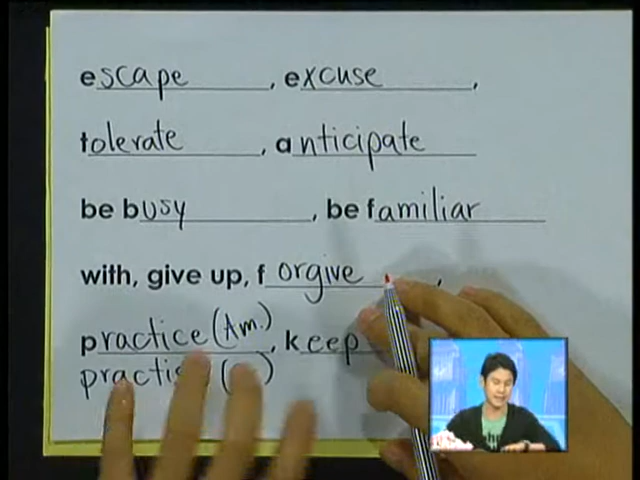 escape, excuse,
tolerate, anticipate
be busy, be familiar
with, give up, forgive,
practice (Am.), keep